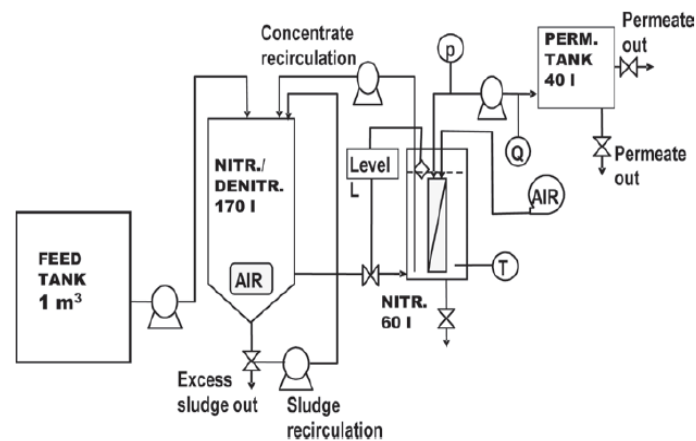 Concentrate
recirculation
p
PERM.
TANK
40 l
Permeate
out
Q
Permeate
out
NITR./
DENITR.
170 l
Level
L
AIR
FEED
TANK
1 m³
AIR
T
NITR.
60 l
Excess
sludge out
Sludge
recirculation